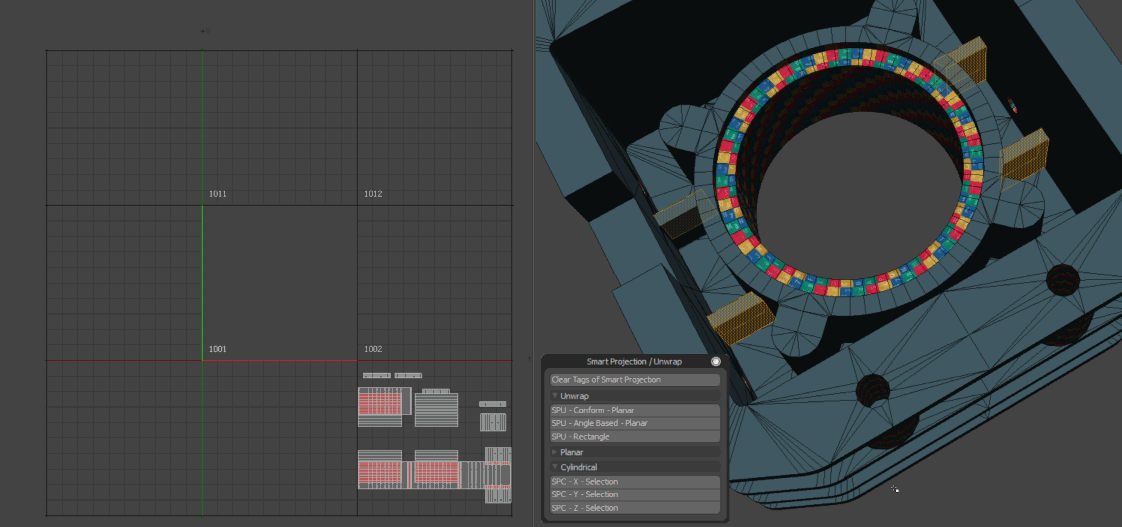 1011
1012
1001
1002
Smart Projection / Unwrap
Clear Tags of Smart Projection
Unwrap
SPU - Conform - Planar
SPU - Angle Based - Planar
SPU - Rectangle
Planar
Cylindrical
SPC - X - Selection
SPC - Y - Selection
SPC - Z - Selection